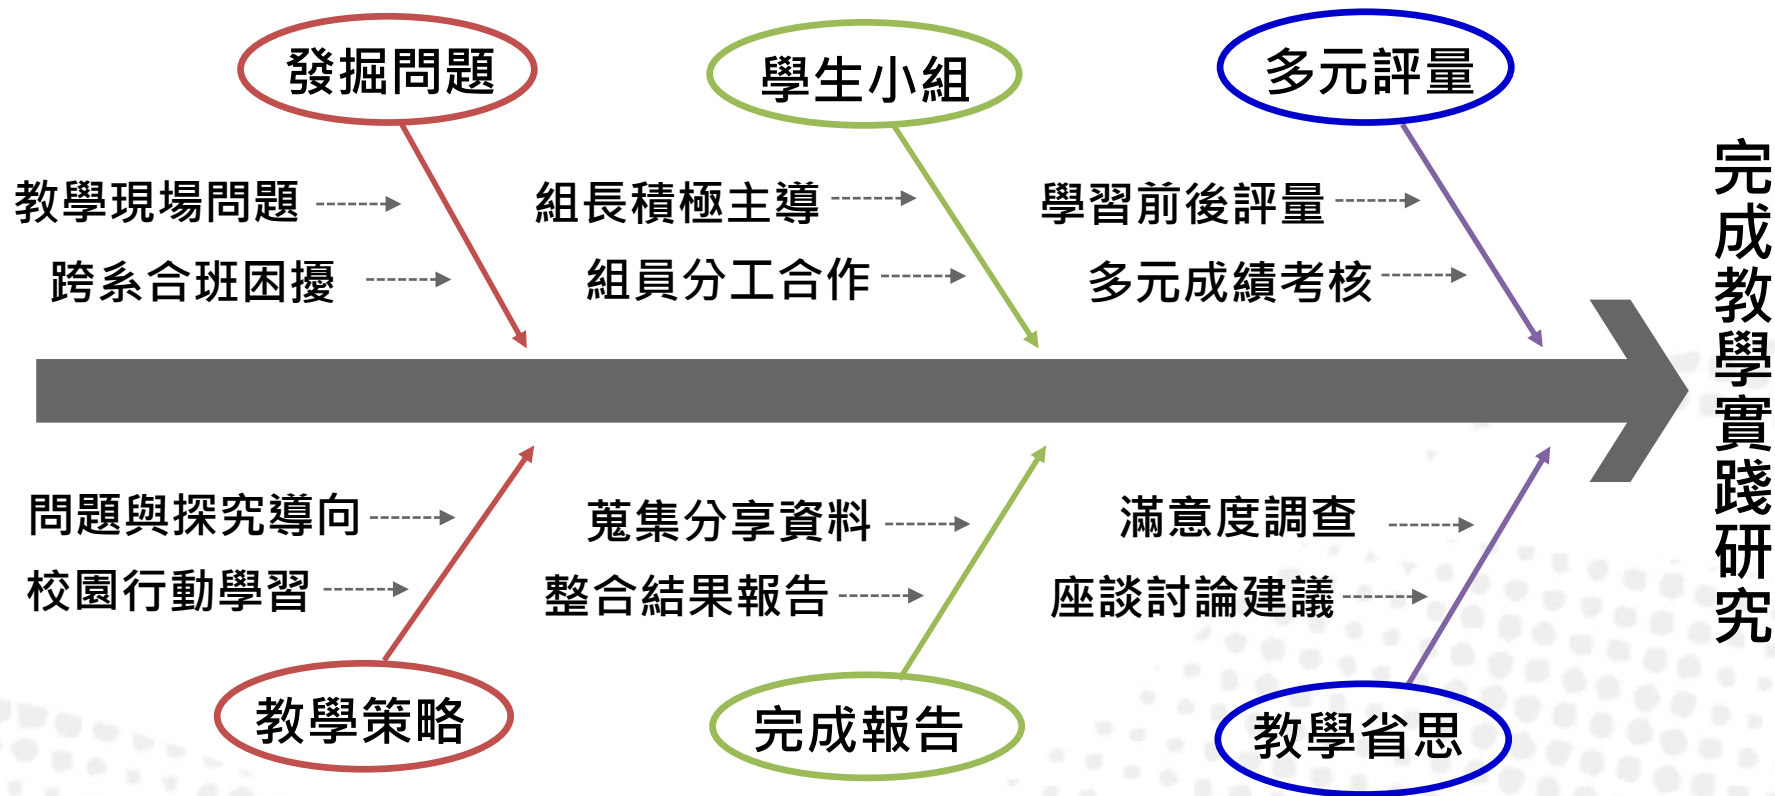 發掘問題
教學現場問題
跨系合班困擾
學生小組
組長積極主導
組員分工合作
多元評量
學習前後評量
多元成績考核
問題與探究導向
校園行動學習
教學策略
蒐集分享資料
整合結果報告
完成報告
滿意度調查
座談討論建議
教學省思
完成教學實踐研究